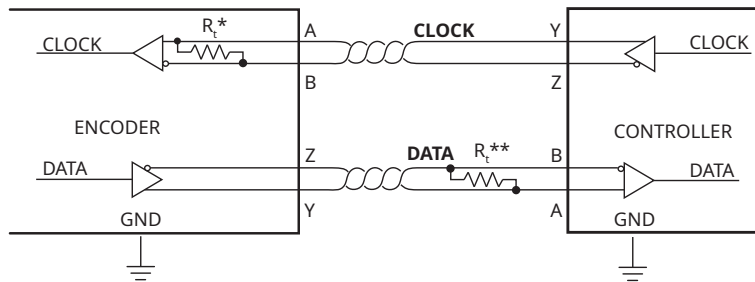 Rt*
A
CLOCK
Y
CLOCK
CLOCK
B
Z
ENCODER
CONTROLLER
Z
DATA
Rt**
B
DATA
DATA
Y
A
GND
GND